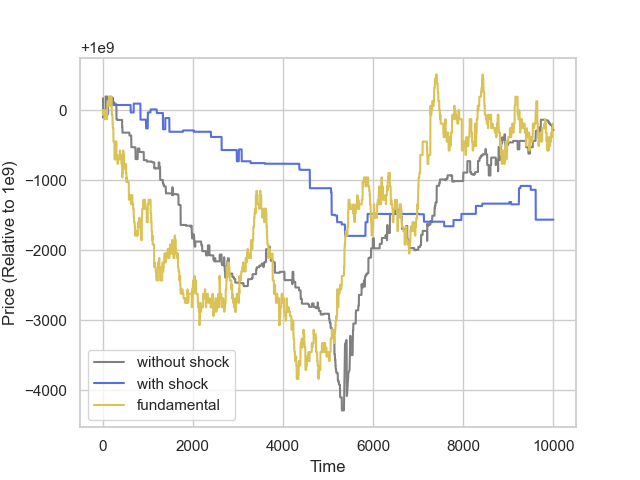 +1e9
0
−1000
−2000
−3000
−4000
Price (Relative to 1e9)
without shock
with shock
fundamental
0 2000 4000 6000 8000 10000
Time